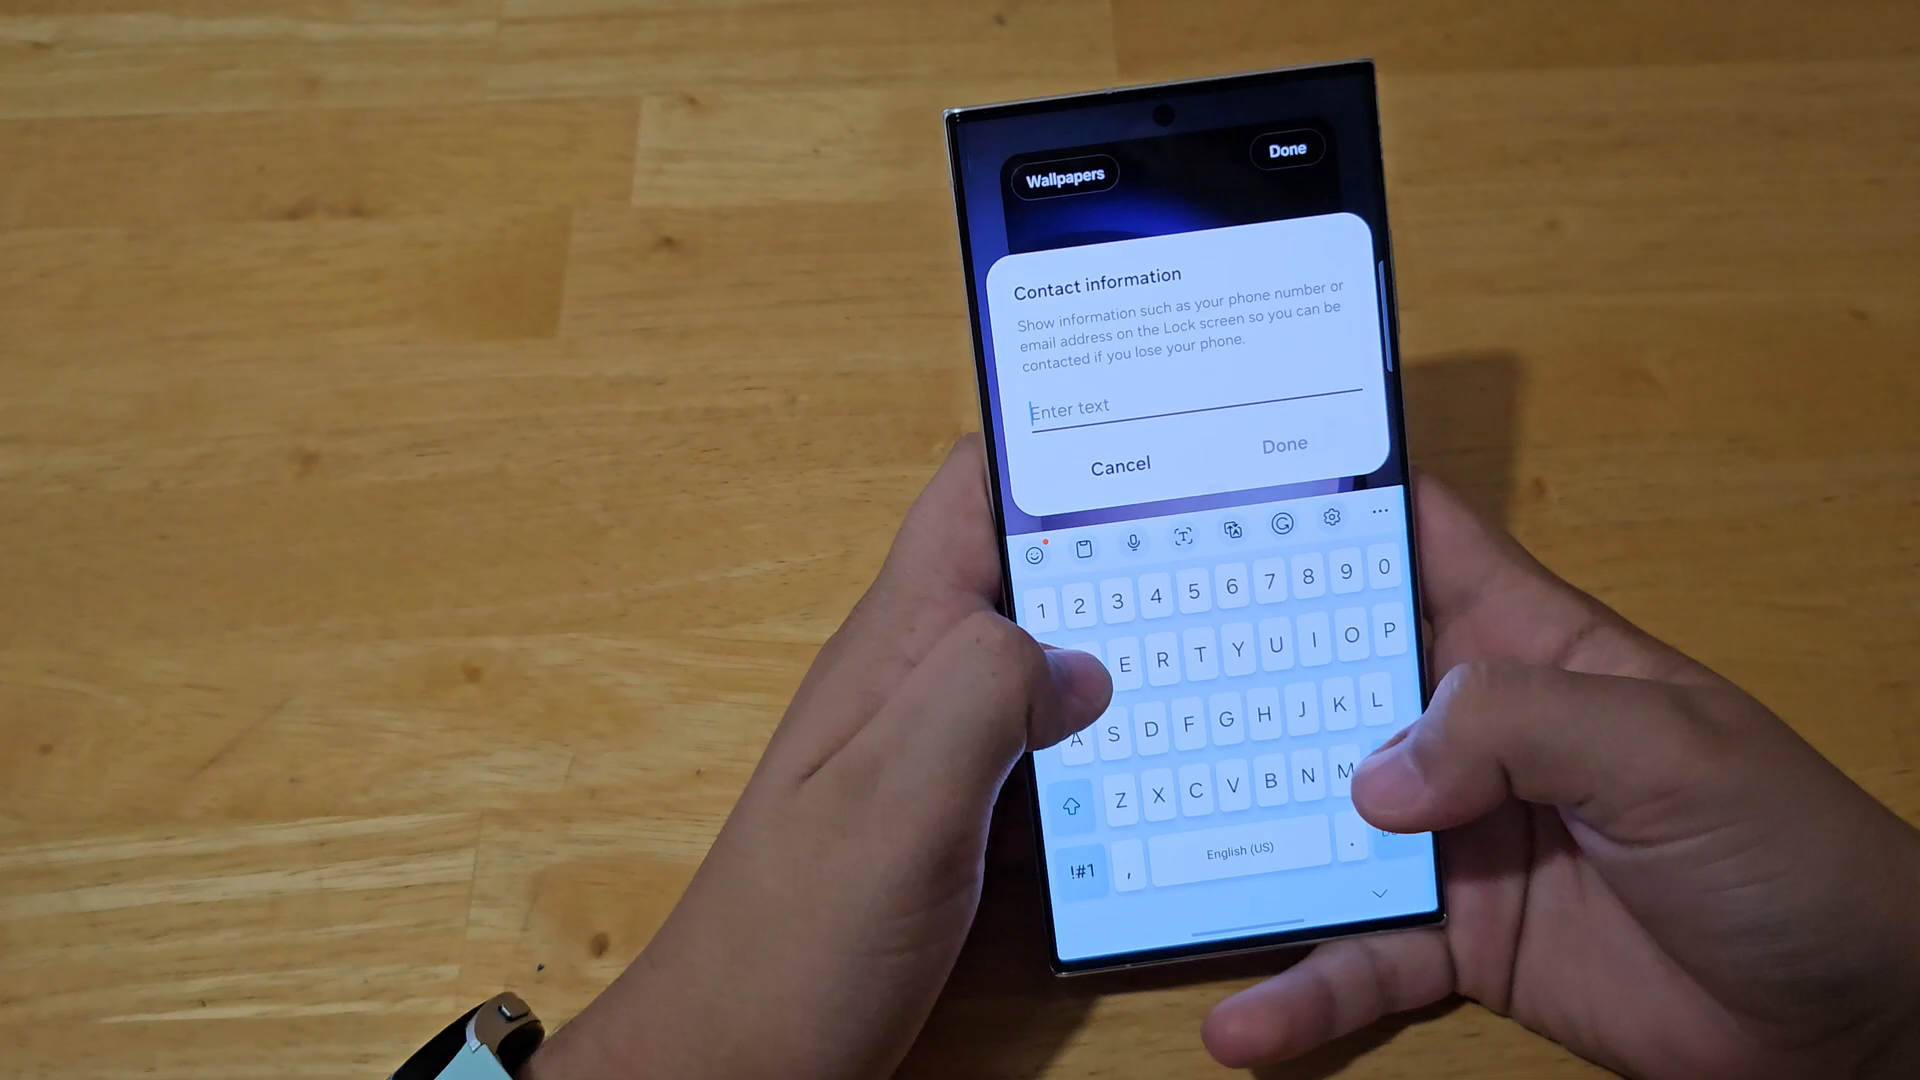 Wallpapers
Done
Contact information
Show information such as your phone number or
email address on the Lock screen so you can be
contacted if you lose your phone.
Enter text
Cancel
Done
1 2 3 4 5 6 7 8 9 0
E R T Y U I O P
A S D F G H J K L
Z X C V B N M
!#1 , English (US) .